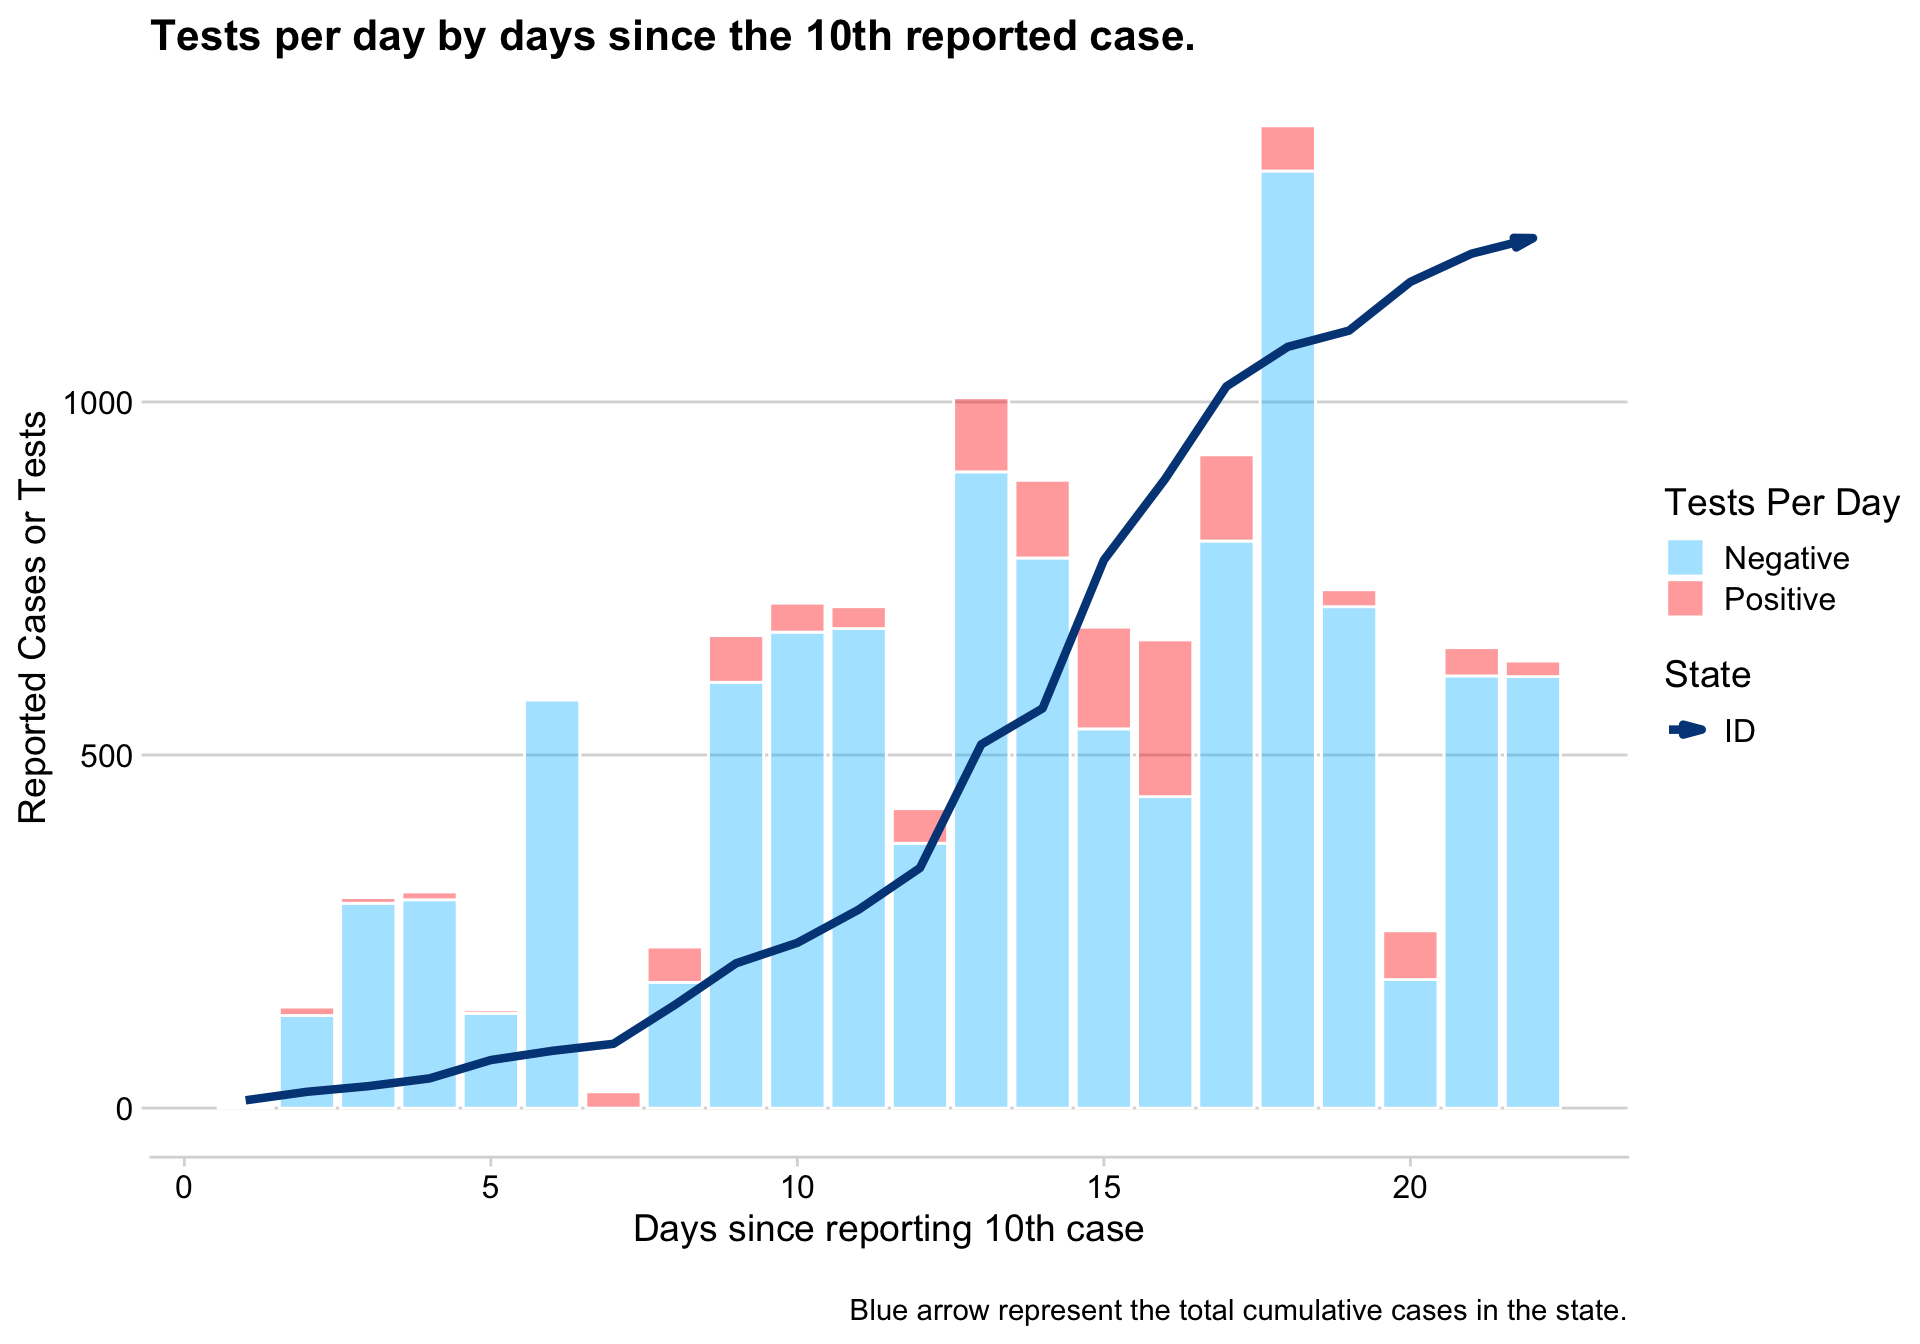 Tests per day by days since the 10th reported case.
Reported Cases or Tests
1000
500
0
0 5 10 15 20
Days since reporting 10th case
Tests Per Day
Negative
Positive
State
ID
Blue arrow represent the total cumulative cases in the state.